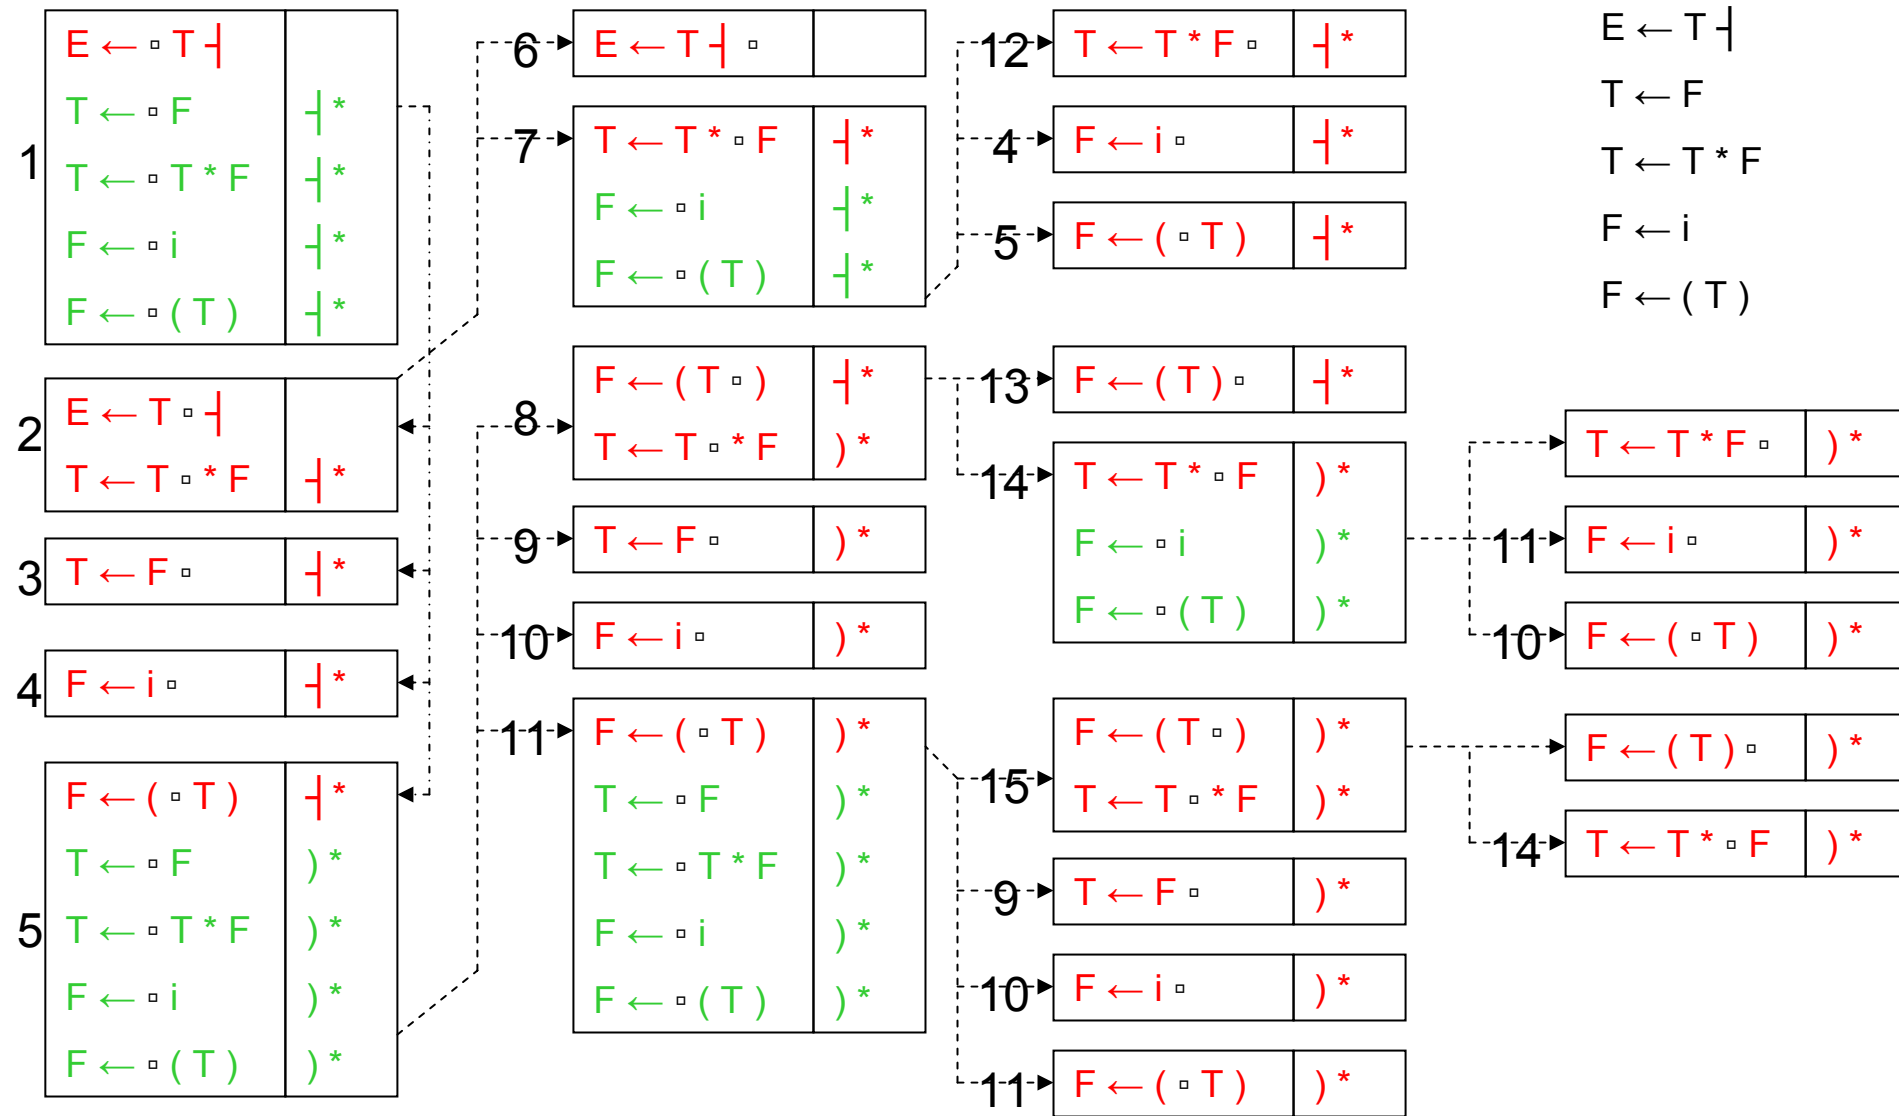 1
E ← ▫ T ┤
T ← ▫ F ┤*
T ← ▫ T * F ┤*
F ← ▫ i ┤*
F ← ▫ ( T ) ┤*
2
E ← T ▫ ┤
T ← T ▫ * F ┤*
3
T ← F ▫ ┤*
4
F ← i ▫ ┤*
5
F ← ( ▫ T ) ┤*
T ← ▫ F ) *
T ← ▫ T * F ) *
F ← ▫ i ) *
F ← ▫ ( T ) ) *
6
E ← T ┤ ▫
7
T ← T * ▫ F ┤*
F ← ▫ i ┤*
F ← ▫ ( T ) ┤*
8
F ← ( T ▫ ) ┤*
T ← T ▫ * F ) *
9
T ← F ▫ ) *
10
F ← i ▫ ) *
11
F ← ( ▫ T ) ) *
T ← ▫ F ) *
T ← ▫ T * F ) *
F ← ▫ i ) *
F ← ▫ ( T ) ) *
12
T ← T * F ▫ ┤*
4
F ← i ▫ ┤*
5
F ← ( ▫ T ) ┤*
13
F ← ( T ) ▫ ┤*
14
T ← T * ▫ F ) *
F ← ▫ i ) *
F ← ▫ ( T ) ) *
15
F ← ( T ▫ ) ) *
T ← T ▫ * F ) *
9
T ← F ▫ ) *
10
F ← i ▫ ) *
11
F ← ( ▫ T ) ) *
E ← T ┤
T ← F
T ← T * F
F ← i
F ← ( T )
T ← T * F ▫ ) *
11
F ← i ▫ ) *
10
F ← ( ▫ T ) ) *
F ← ( T ) ▫ ) *
14
T ← T * ▫ F ) *